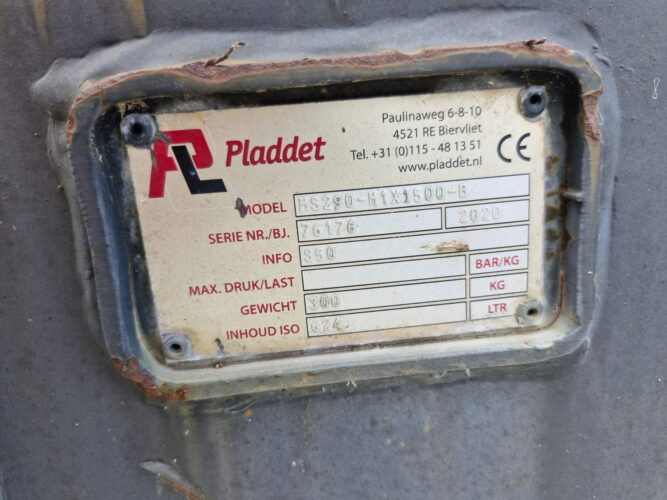 Paulinaweg 6-8-10
4521 RE Biervliet
Tel. +31 (0)115 - 48 13 51
www.pladdet.nl
CE
PL Pladdet
MODEL HS290-H1X1500-B
SERIE NR./BJ. 76176 2020
INFO S50
MAX. DRUK/LAST BAR/KG
GEWICHT 300 KG
INHOUD ISO 624 LTR